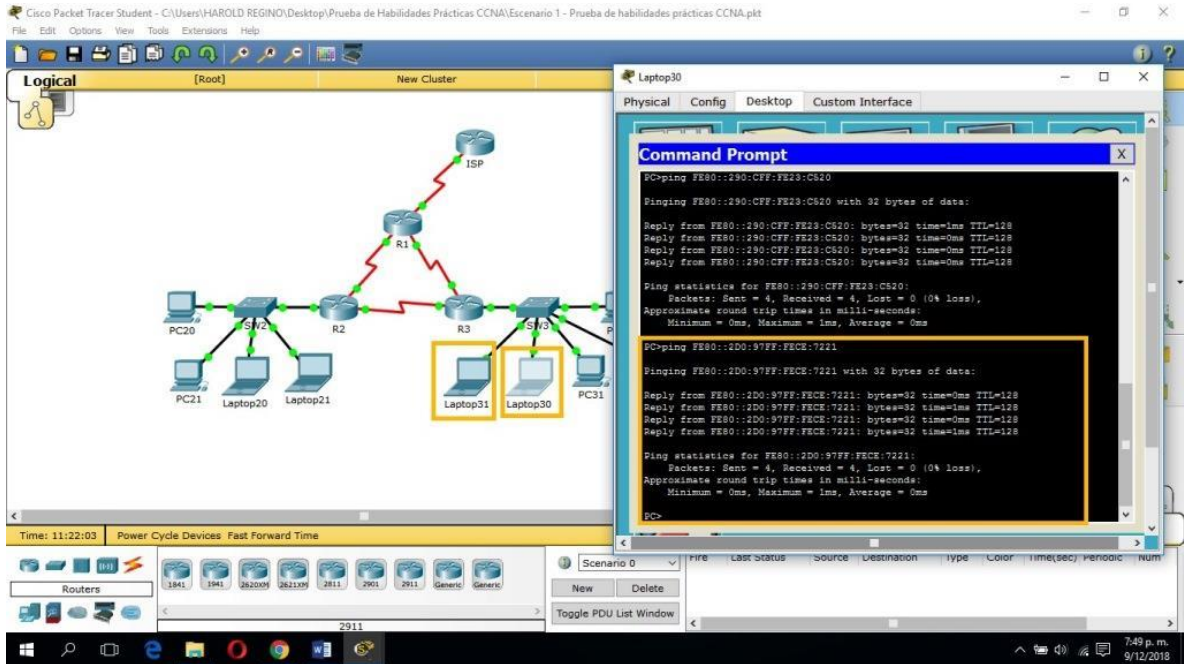 Cisco Packet Tracer Student - C:\Users\HAROLD REGINO\Desktop\Prueba de Habilidades Prácticas CCNA\Escenario 1 - Prueba de habilidades prácticas CCNA.pkt
File Edit Options View Tools Extensions Help
Logical [Root] New Cluster
ISP
R1
PC20 SW2 R2 R3 SW3 P
PC21 Laptop20 Laptop21 Laptop31 Laptop30 PC31
Laptop30
Physical Config Desktop Custom Interface
Command Prompt X
PC>ping FE80::290:CFF:FE23:C520
Pinging FE80::290:CFF:FE23:C520 with 32 bytes of data:
Reply from FE80::290:CFF:FE23:C520: bytes=32 time=1ms TTL=128
Reply from FE80::290:CFF:FE23:C520: bytes=32 time=0ms TTL=128
Reply from FE80::290:CFF:FE23:C520: bytes=32 time=0ms TTL=128
Reply from FE80::290:CFF:FE23:C520: bytes=32 time=0ms TTL=128
Ping statistics for FE80::290:CFF:FE23:C520:
Packets: Sent = 4, Received = 4, Lost = 0 (0% loss),
Approximate round trip times in milli-seconds:
Minimum = 0ms, Maximum = 1ms, Average = 0ms
PC>ping FE80::2D0:97FF:FECE:7221
Pinging FE80::2D0:97FF:FECE:7221 with 32 bytes of data:
Reply from FE80::2D0:97FF:FECE:7221: bytes=32 time=0ms TTL=128
Reply from FE80::2D0:97FF:FECE:7221: bytes=32 time=1ms TTL=128
Reply from FE80::2D0:97FF:FECE:7221: bytes=32 time=0ms TTL=128
Reply from FE80::2D0:97FF:FECE:7221: bytes=32 time=1ms TTL=128
Ping statistics for FE80::2D0:97FF:FECE:7221:
Packets: Sent = 4, Received = 4, Lost = 0 (0% loss),
Approximate round trip times in milli-seconds:
Minimum = 0ms, Maximum = 1ms, Average = 0ms
PC>
Time: 11:22:03 Power Cycle Devices Fast Forward Time
Routers
1841 1941 2620XM 2621XM 2811 2901 2911 Generic Generic
2911
Scenario 0
New Delete
Toggle PDU List Window
Fire Last Status Source Destination Type Color Time(sec) Periodic Num
7:49 p. m.
9/12/2018